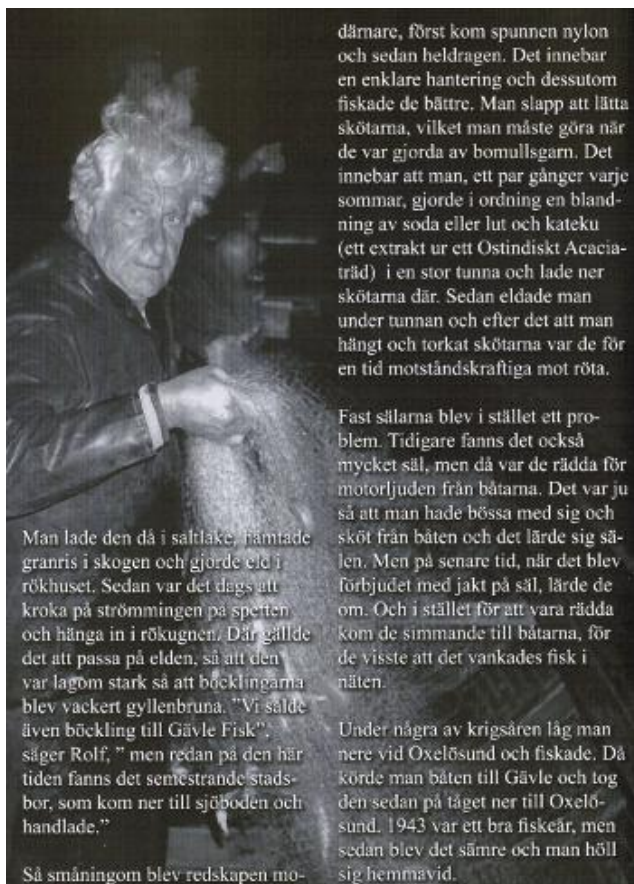 Man lade den då i saltlake, hämtade
granris i skogen och gjorde eld i
rökhuset. Sedan var det dags att
kroka på strömmingen på spetten
och hänga in i rökugnen. Där gällde
det att passa på elden, så att den
var lagom stark så att böcklingarna
blev vackert gyllenbruna. ”Vi sålde
även böckling till Gävle Fisk”,
säger Rolf, ” men redan på den här
tiden fanns det semestrande stads-
bor, som kom ner till sjöboden och
handlade.”
Så småningom blev redskapen mo-
därnare, först kom spunnen nylon
och sedan heldragen. Det innebar
en enklare hantering och dessutom
fiskade de bättre. Man slapp att lätta
skötarna, vilket man måste göra när
de var gjorda av bomullsgarn. Det
innebar att man, ett par gånger varje
sommar, gjorde i ordning en bland-
ning av soda eller lut och kateku
(ett extrakt ur ett Ostindiskt Acacia-
träd) i en stor tunna och lade ner
skötarna där. Sedan eldade man
under tunnan och efter det att man
hängt och torkat skötarna var de för
en tid motståndskraftiga mot röta.
Fast sälarna blev i stället ett pro-
blem. Tidigare fanns det också
mycket säl, men då var de rädda för
motorljuden från båtarna. Det var ju
så att man hade bössa med sig och
sköt från båten och det lärde sig sä-
len. Men på senare tid, när det blev
förbjudet med jakt på säl, lärde de
om. Och i stället för att vara rädda
kom de simmande till båtarna, för
de visste att det vankades fisk i
näten.
Under några av krigsåren låg man
nere vid Oxelösund och fiskade. Då
körde man båten till Gävle och tog
den sedan på tåget ner till Oxelö-
sund. 1943 var ett bra fiskeår, men
sedan blev det sämre och man höll
sig hemmavid.